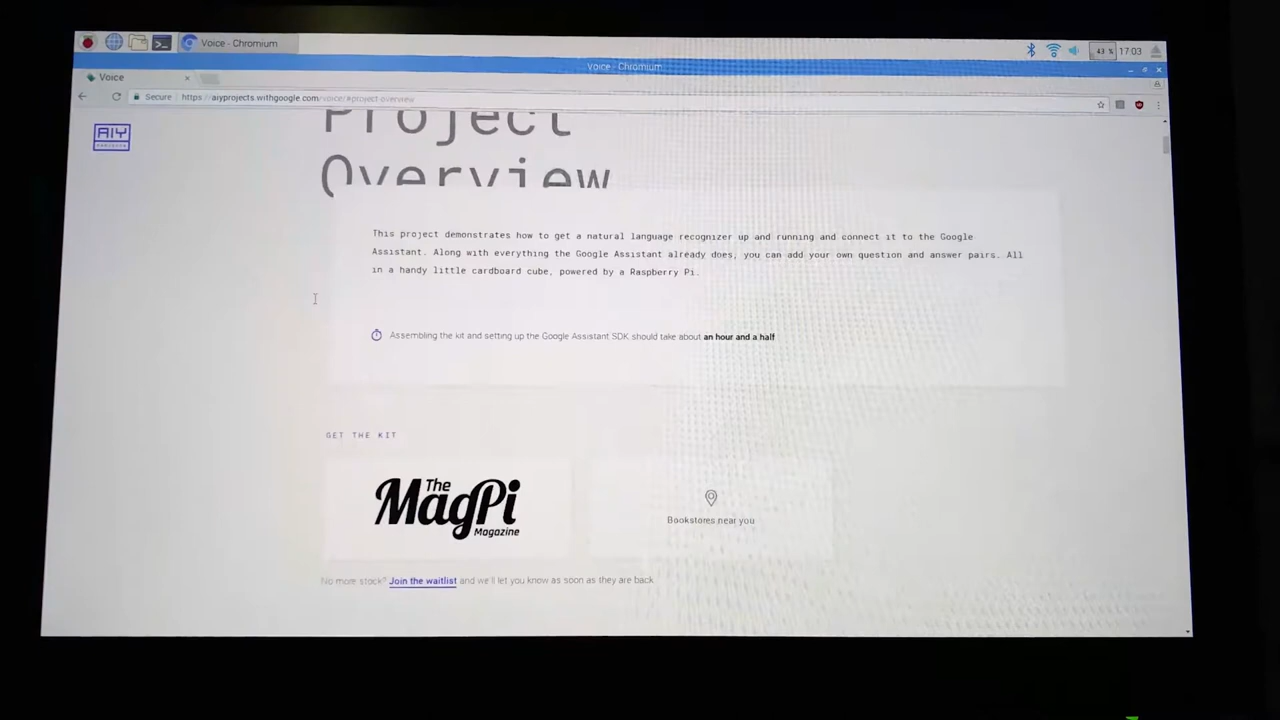 Voice - Chromium
43 %
17:03
Voice - Chromium
Voice
Secure
https://aiyprojects.withgoogle.com/voice/#project-overview
AIY
PROJECTS
Project
Overview
This project demonstrates how to get a natural language recognizer up and running and connect it to the Google
Assistant. Along with everything the Google Assistant already does, you can add your own question and answer pairs. All
in a handy little cardboard cube, powered by a Raspberry Pi.
Assembling the kit and setting up the Google Assistant SDK should take about an hour and a half
GET THE KIT
The
MagPi
Magazine
Bookstores near you
No more stock? Join the waitlist and we'll let you know as soon as they are back